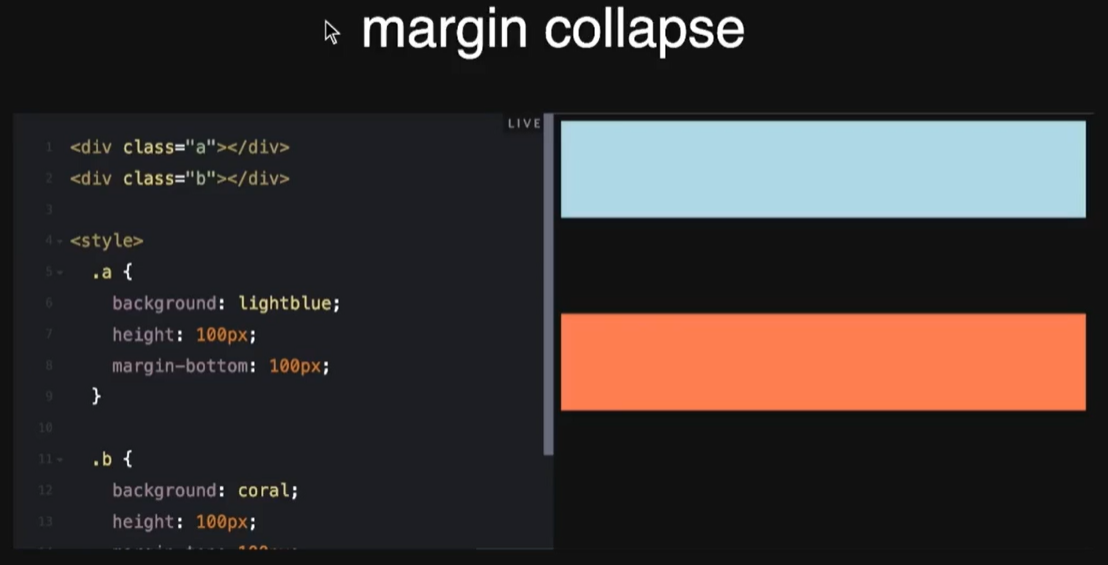 margin collapse
LIVE
1 <div class="a"></div>
2 <div class="b"></div>
3
4 <style>
5 .a {
6 background: lightblue;
7 height: 100px;
8 margin-bottom: 100px;
9 }
10
11 .b {
12 background: coral;
13 height: 100px;